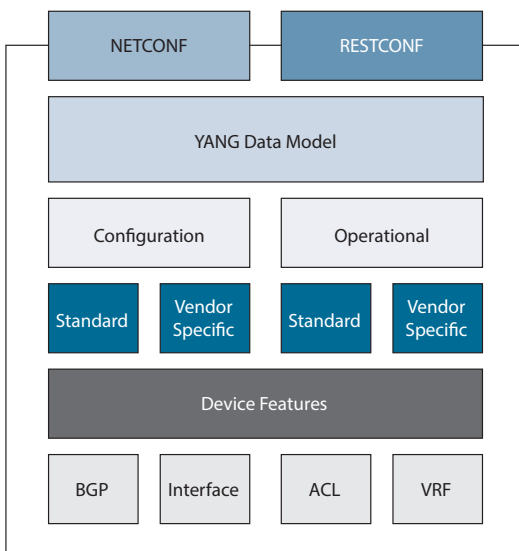 NETCONF
RESTCONF
YANG Data Model
Configuration
Operational
Standard
Vendor
Specific
Standard
Vendor
Specific
Device Features
BGP
Interface
ACL
VRF